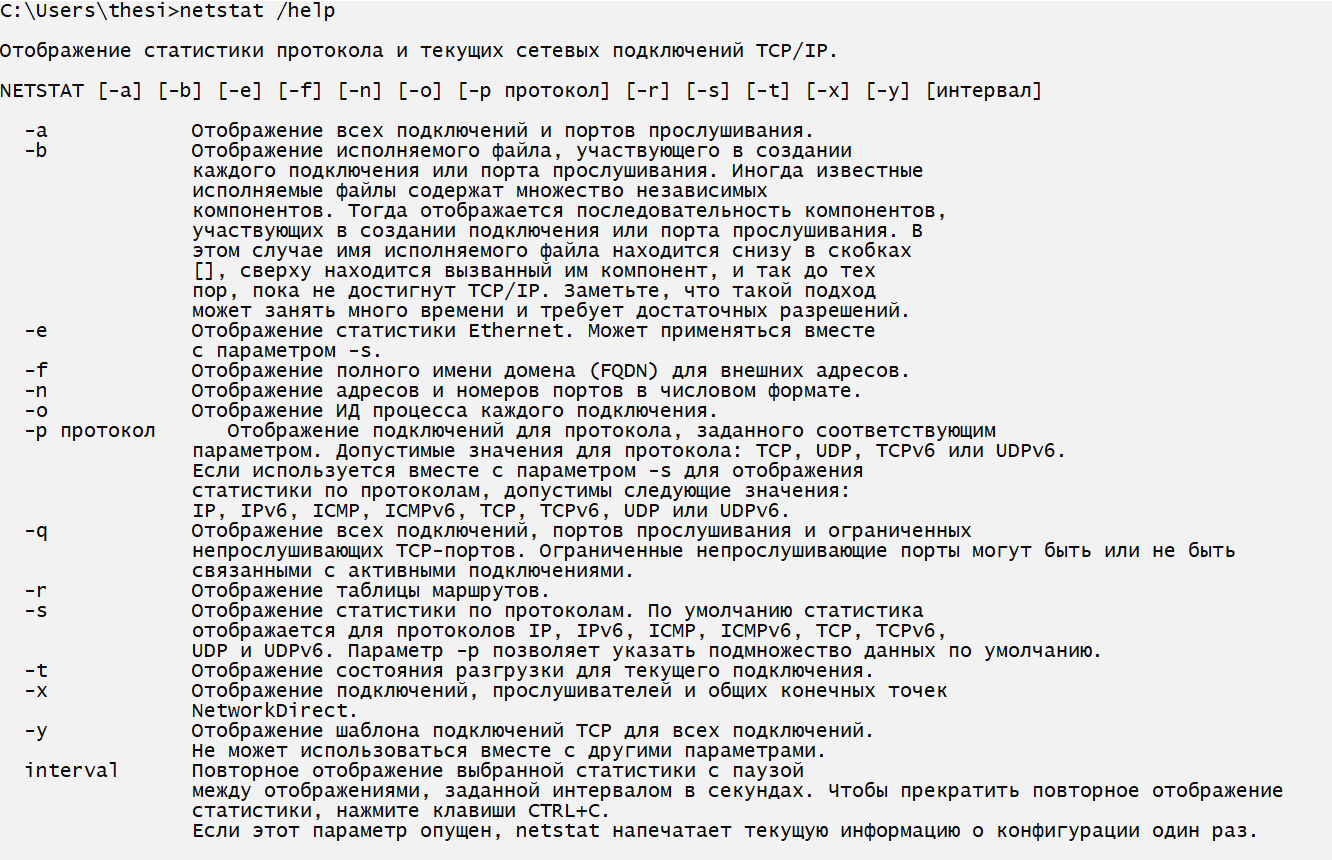 C:\Users\thesi>netstat /help
Отображение статистики протокола и текущих сетевых подключений TCP/IP.
NETSTAT [-a] [-b] [-e] [-f] [-n] [-o] [-p протокол] [-r] [-s] [-t] [-x] [-y] [интервал]
-a Отображение всех подключений и портов прослушивания.
-b Отображение исполняемого файла, участвующего в создании
каждого подключения или порта прослушивания. Иногда известные
исполняемые файлы содержат множество независимых
компонентов. Тогда отображается последовательность компонентов,
участвующих в создании подключения или порта прослушивания. В
этом случае имя исполняемого файла находится снизу в скобках
[], сверху находится вызванный им компонент, и так до тех
пор, пока не достигнут TCP/IP. Заметьте, что такой подход
может занять много времени и требует достаточных разрешений.
-e Отображение статистики Ethernet. Может применяться вместе
с параметром -s.
-f Отображение полного имени домена (FQDN) для внешних адресов.
-n Отображение адресов и номеров портов в числовом формате.
-o Отображение ИД процесса каждого подключения.
-p протокол Отображение подключений для протокола, заданного соответствующим
параметром. Допустимые значения для протокола: TCP, UDP, TCPv6 или UDPv6.
Если используется вместе с параметром -s для отображения
статистики по протоколам, допустимы следующие значения:
IP, IPv6, ICMP, ICMPv6, TCP, TCPv6, UDP или UDPv6.
-q Отображение всех подключений, портов прослушивания и ограниченных
непрослушивающих TCP-портов. Ограниченные непрослушивающие порты могут быть или не быть
связанными с активными подключениями.
-r Отображение таблицы маршрутов.
-s Отображение статистики по протоколам. По умолчанию статистика
отображается для протоколов IP, IPv6, ICMP, ICMPv6, TCP, TCPv6,
UDP и UDPv6. Параметр -p позволяет указать подмножество данных по умолчанию.
-t Отображение состояния разгрузки для текущего подключения.
-x Отображение подключений, прослушивателей и общих конечных точек
NetworkDirect.
-y Отображение шаблона подключений TCP для всех подключений.
Не может использоваться вместе с другими параметрами.
interval Повторное отображение выбранной статистики с паузой
между отображениями, заданной интервалом в секундах. Чтобы прекратить повторное отображение
статистики, нажмите клавиши CTRL+C.
Если этот параметр опущен, netstat напечатает текущую информацию о конфигурации один раз.